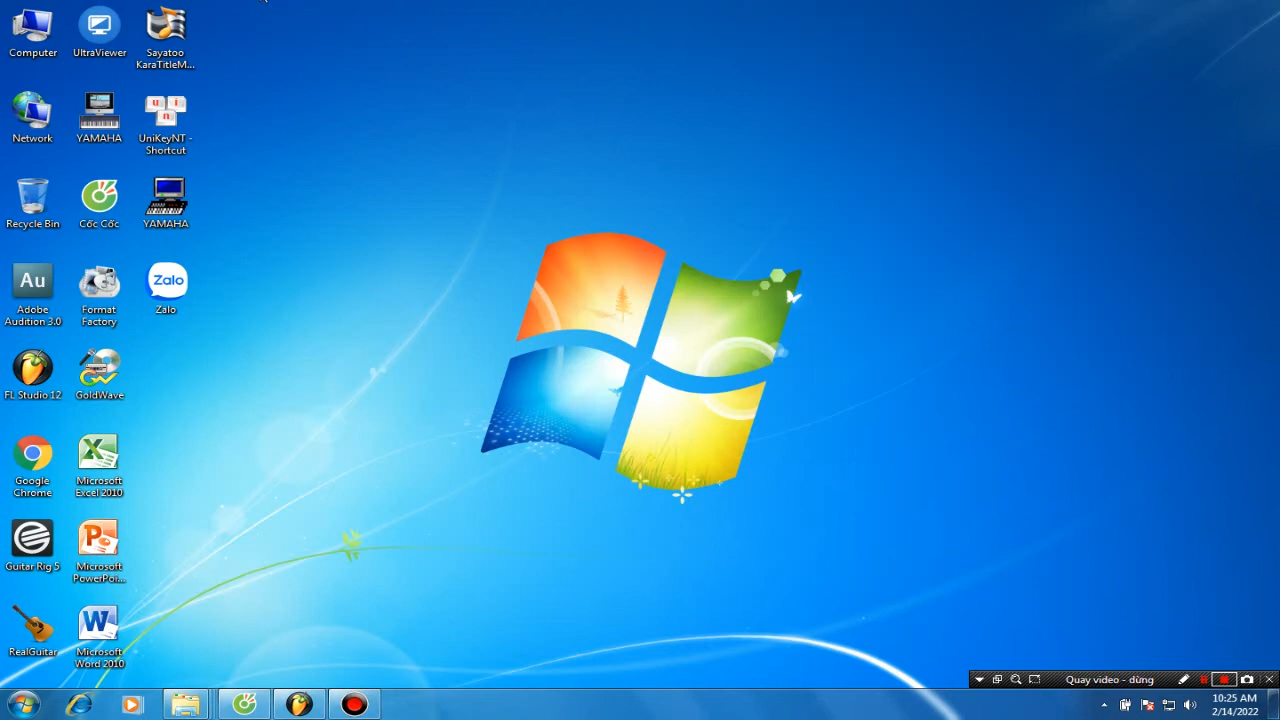 Computer
UltraViewer
Sayatoo
KaraTitleM...
Network
YAMAHA
UniKeyNT -
Shortcut
Recycle Bin
Cốc Cốc
YAMAHA
Au
Adobe
Audition 3.0
Format
Factory
Zalo
Zalo
FL Studio 12
GoldWave
Google
Chrome
Microsoft
Excel 2010
Guitar Rig 5
Microsoft
PowerPoi...
RealGuitar
Microsoft
Word 2010
Quay video - dừng
10:25 AM
2/14/2022